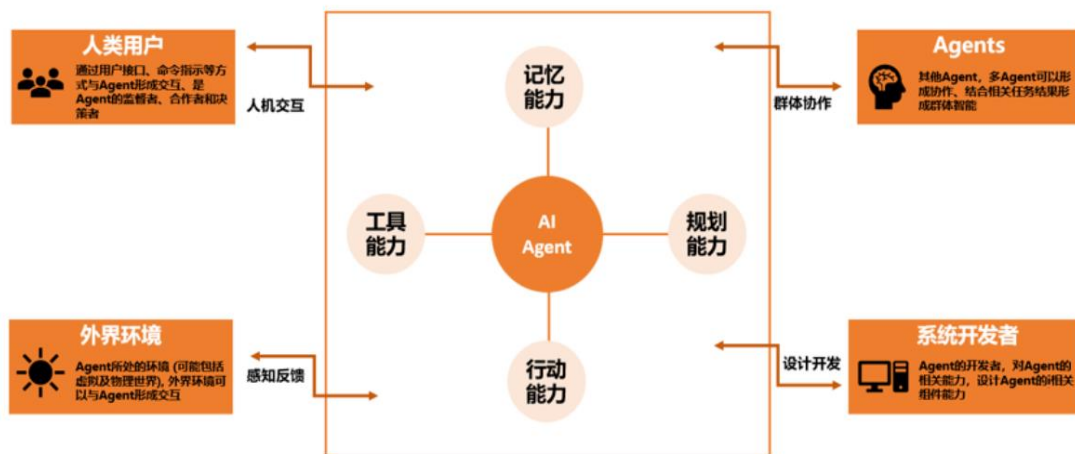 人类用户
通过用户接口、命令指示等方
式与Agent形成交互、是
Agent的监督者、合作者和决
策者
人机交互
记忆
能力
Agents
其他Agent，多Agent可以形
成协作、结合相关任务结果形
成群体智能
群体协作
工具
能力
AI
Agent
规划
能力
外界环境
Agent所处的环境 (可能包括
虚拟及物理世界), 外界环境可
以与Agent形成交互
感知反馈
行动
能力
系统开发者
Agent的开发者，对Agent的
相关能力，设计Agent的i相关
组件能力
设计开发